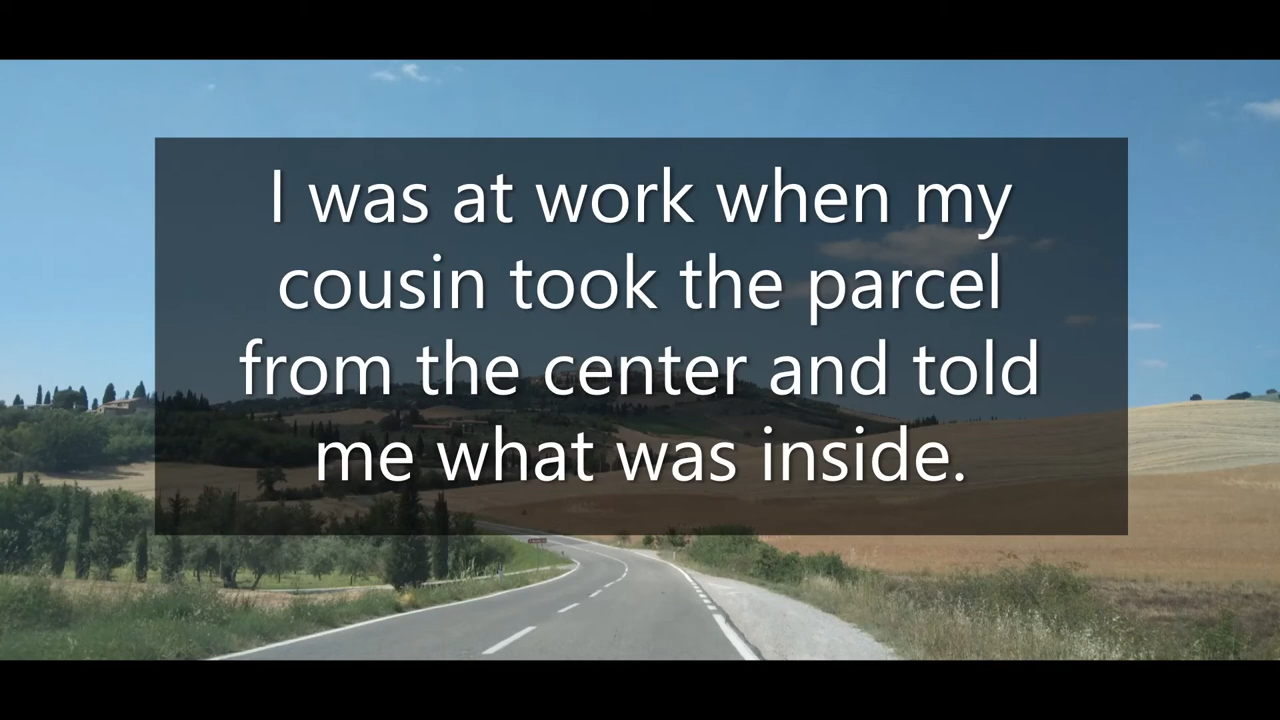 I was at work when my
cousin took the parcel
from the center and told
me what was inside.